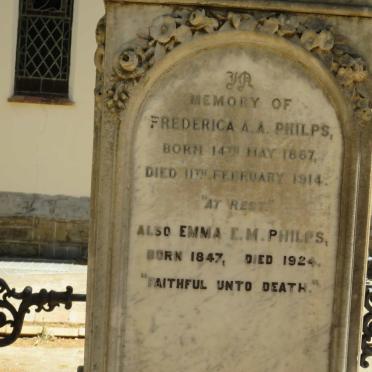 IN
MEMORY OF
FREDERICA A.A. PHILPS,
BORN 14TH MAY 1867,
DIED 11TH FEBRUARY 1914.
"AT REST."
ALSO EMMA E.M. PHILPS,
BORN 1847, DIED 1924.
"FAITHFUL UNTO DEATH."